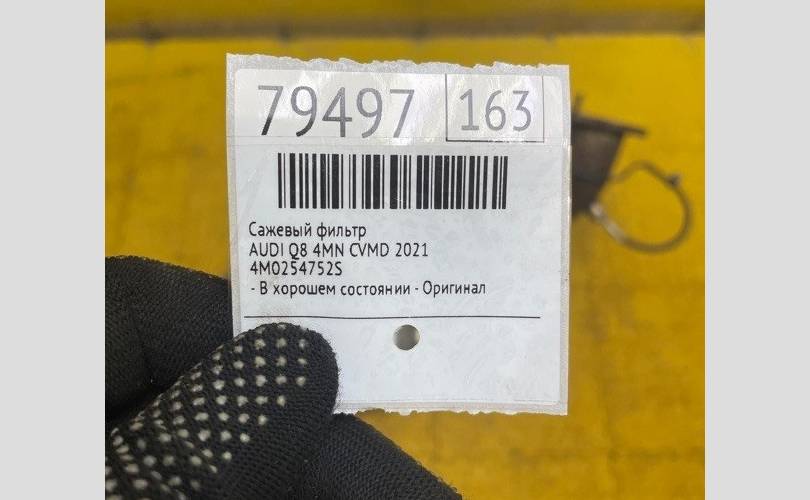 79497 163
Сажевый фильтр
AUDI Q8 4MN CVMD 2021
4M0254752S
- В хорошем состоянии - Оригинал